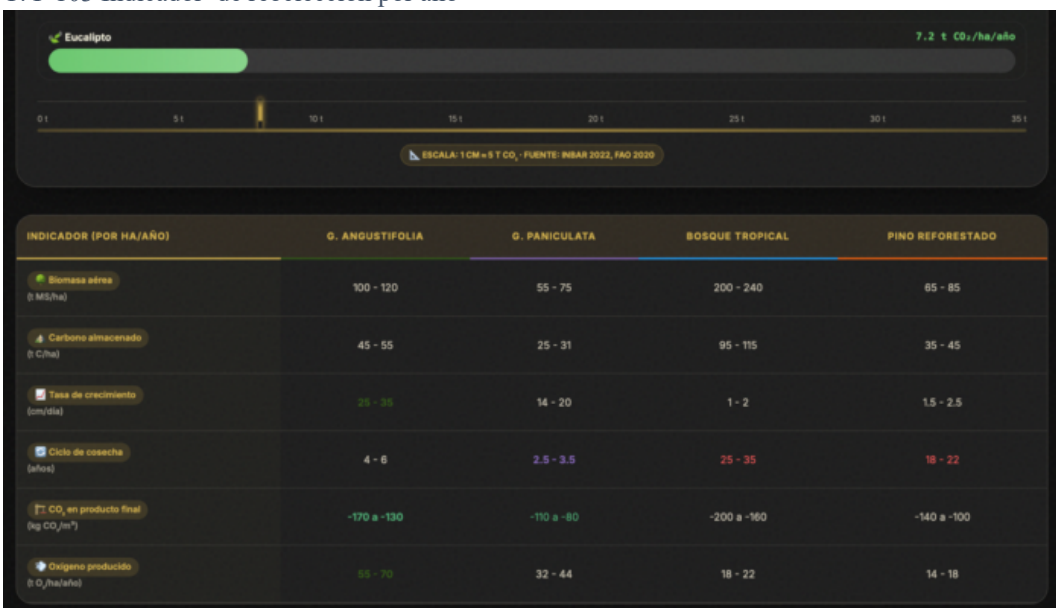 Eucalipto 7.2 t CO₂/ha/año
0 t 5 t 10 t 15 t 20 t 25 t 30 t 35 t
ESCALA: 1 CM = 5 T CO₂ · FUENTE: INBAR 2022, FAO 2020
INDICADOR (POR HA/AÑO) G. ANGUSTIFOLIA G. PANICULATA BOSQUE TROPICAL PINO REFORESTADO
Biomasa aérea
(t MS/ha) 100 - 120 55 - 75 200 - 240 65 - 85
Carbono almacenado
(t C/ha) 45 - 55 25 - 31 95 - 115 35 - 45
Tasa de crecimiento
(cm/día) 25 - 35 14 - 20 1 - 2 1.5 - 2.5
Ciclo de cosecha
(años) 4 - 6 2.5 - 3.5 25 - 35 18 - 22
CO₂ en producto final
(kg CO₂/m³) -170 a -130 -110 a -80 -200 a -160 -140 a -100
Oxígeno producido
(t O₂/ha/año) 55 - 70 32 - 44 18 - 22 14 - 18